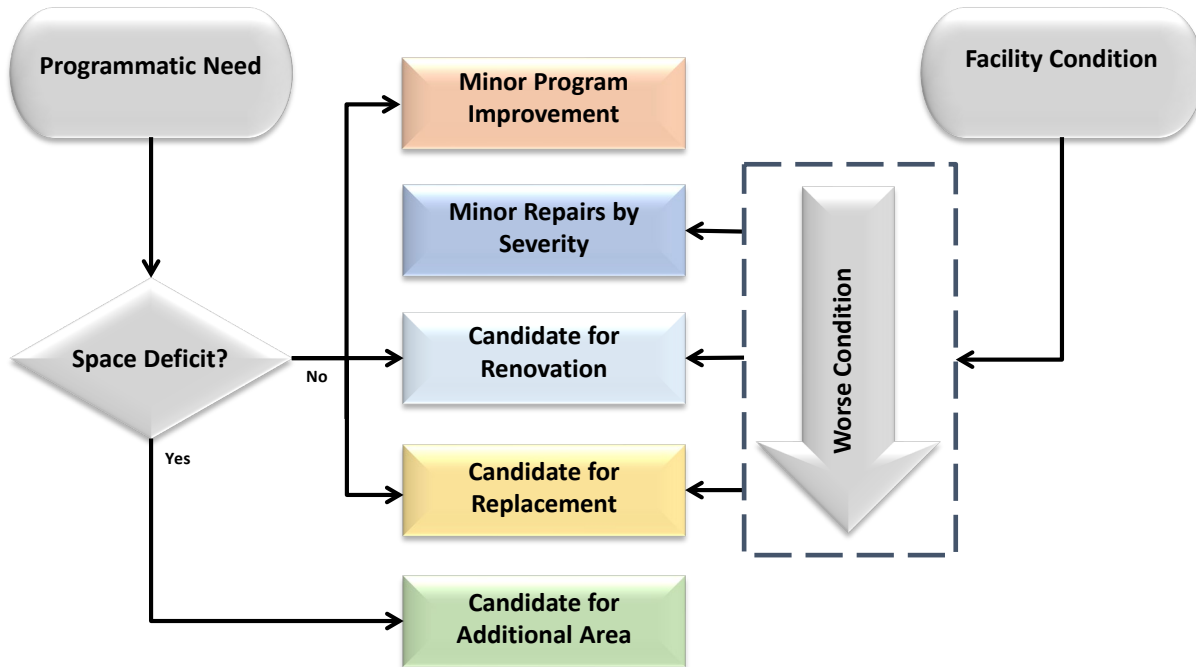 Programmatic Need
Facility Condition
Minor Program
Improvement
Minor Repairs by
Severity
Space Deficit?
No
Yes
Candidate for
Renovation
Worse Condition
Candidate for
Replacement
Candidate for
Additional Area